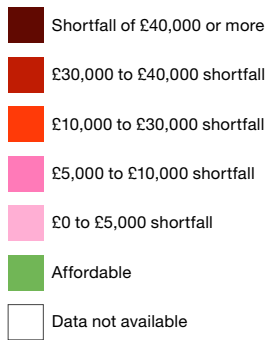 Shortfall of £40,000 or more
£30,000 to £40,000 shortfall
£10,000 to £30,000 shortfall
£5,000 to £10,000 shortfall
£0 to £5,000 shortfall
Affordable
Data not available